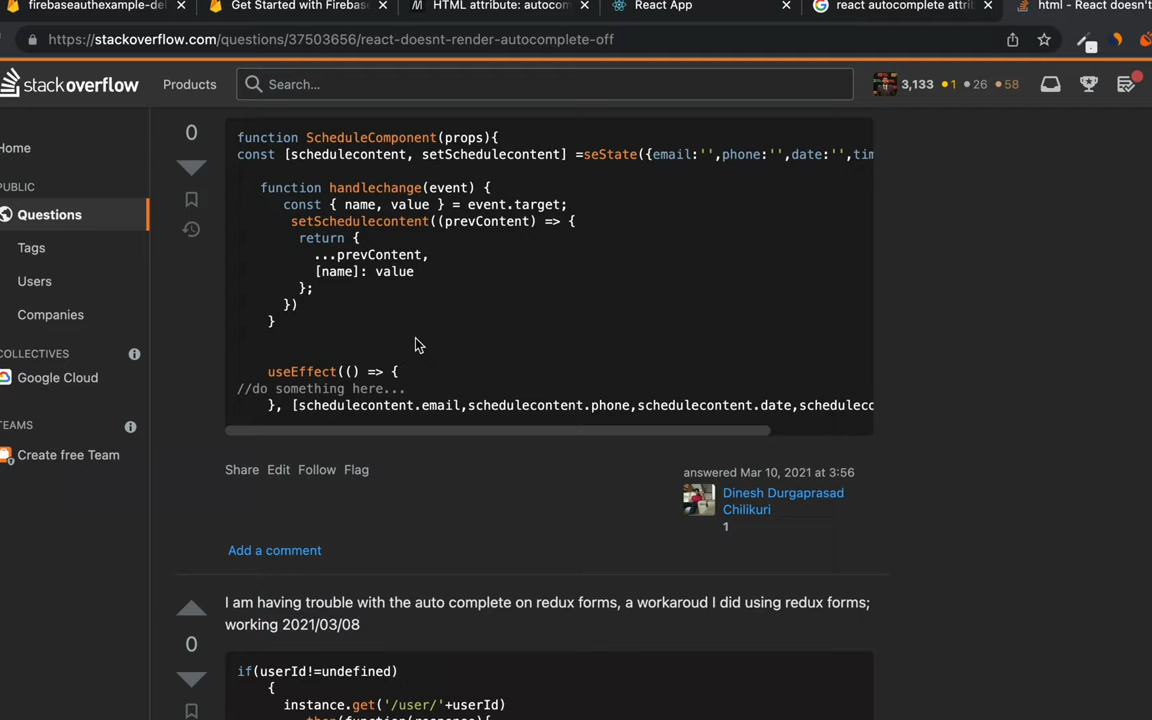 firebaseauthexample-de
Get Started with Firebase
HTML attribute: autocom
React App
react autocomplete attri
html - React doesn't
https://stackoverflow.com/questions/37503656/react-doesnt-render-autocomplete-off
stackoverflow
Products
Search...
3,133
1
26
58
Home
PUBLIC
Questions
Tags
Users
Companies
COLLECTIVES
Google Cloud
TEAMS
Create free Team
0
function ScheduleComponent(props){
const [schedulecontent, setSchedulecontent] =seState({email:'',phone:'',date:'',tim
function handlechange(event) {
const { name, value } = event.target;
setSchedulecontent((prevContent) => {
return {
...prevContent,
[name]: value
};
})
}
useEffect(() => {
//do something here...
}, [schedulecontent.email,schedulecontent.phone,schedulecontent.date,schedulec
Share Edit Follow Flag
answered Mar 10, 2021 at 3:56
Dinesh Durgaprasad
Chilikuri
1
Add a comment
0
I am having trouble with the auto complete on redux forms, a workaroud I did using redux forms;
working 2021/03/08
if(userId!=undefined)
{
instance.get('/user/'+userId)
.then(function(response){